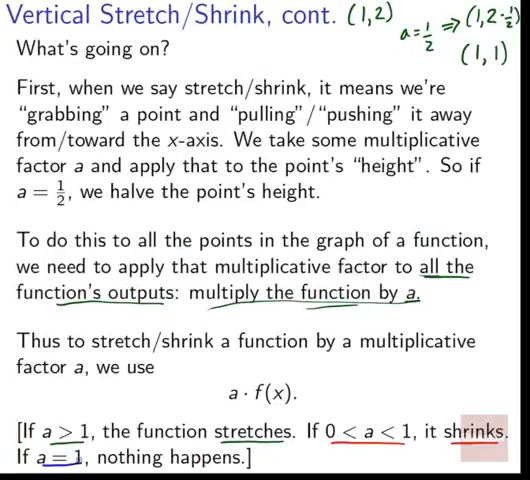 Vertical Stretch/Shrink, cont. (1,2) a=1/2 ⇒ (1,2·1/2)
(1,1)
What's going on?
First, when we say stretch/shrink, it means we're
“grabbing” a point and “pulling”/“pushing” it away
from/toward the x-axis. We take some multiplicative
factor a and apply that to the point's “height”. So if
a = 1/2, we halve the point's height.
To do this to all the points in the graph of a function,
we need to apply that multiplicative factor to all the
function's outputs: multiply the function by a.
Thus to stretch/shrink a function by a multiplicative
factor a, we use
a · f(x).
[If a > 1, the function stretches. If 0 < a < 1, it shrinks.
If a = 1, nothing happens.]